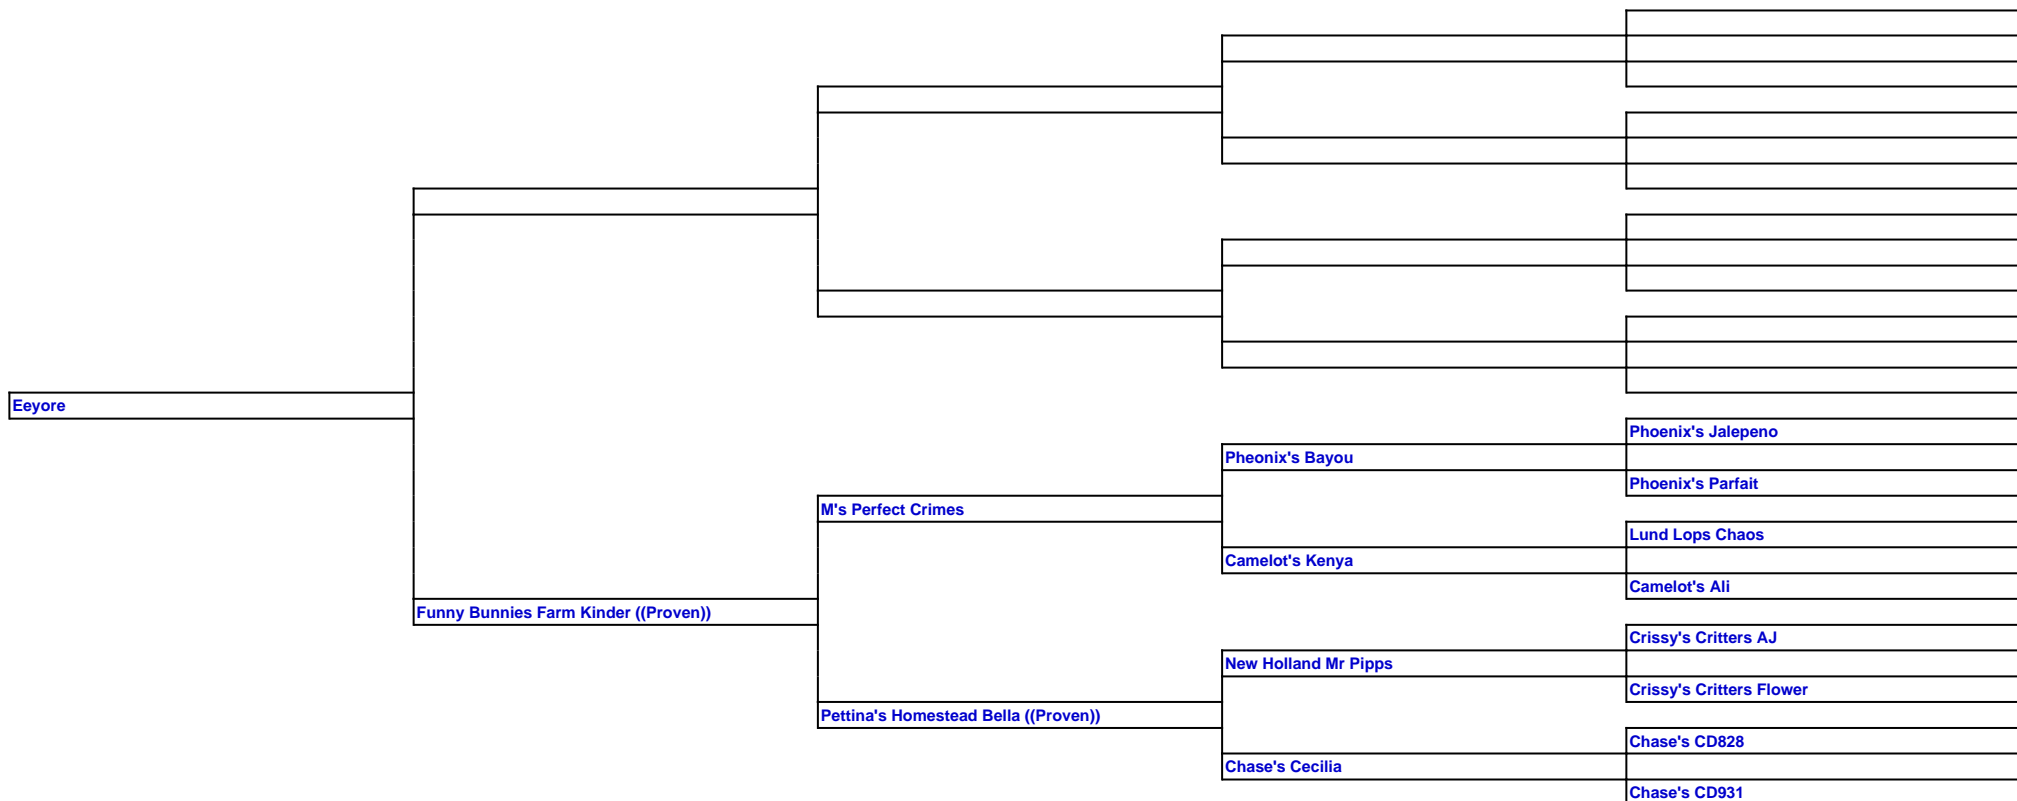 Eeyore
Phoenix's Jalepeno
Pheonix's Bayou
Phoenix's Parfait
M's Perfect Crimes
Lund Lops Chaos
Camelot's Kenya
Camelot's Ali
Funny Bunnies Farm Kinder ((Proven))
Crissy's Critters AJ
New Holland Mr Pipps
Crissy's Critters Flower
Pettina's Homestead Bella ((Proven))
Chase's CD828
Chase's Cecilia
Chase's CD931